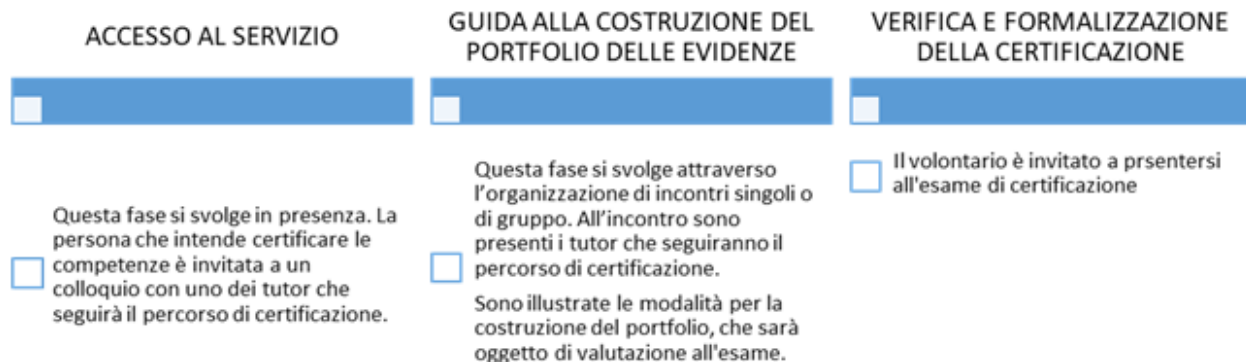 ACCESSO AL SERVIZIO
Questa fase si svolge in presenza. La
persona che intende certificare le
competenze è invitata a un
colloquio con uno dei tutor che
seguirà il percorso di certificazione.
GUIDA ALLA COSTRUZIONE DEL
PORTFOLIO DELLE EVIDENZE
Questa fase si svolge attraverso
l'organizzazione di incontri singoli o
di gruppo. All'incontro sono
presenti i tutor che seguiranno il
percorso di certificazione.
Sono illustrate le modalità per la
costruzione del portfolio, che sarà
oggetto di valutazione all'esame.
VERIFICA E FORMALIZZAZIONE
DELLA CERTIFICAZIONE
Il volontario è invitato a prsentersi
all'esame di certificazione